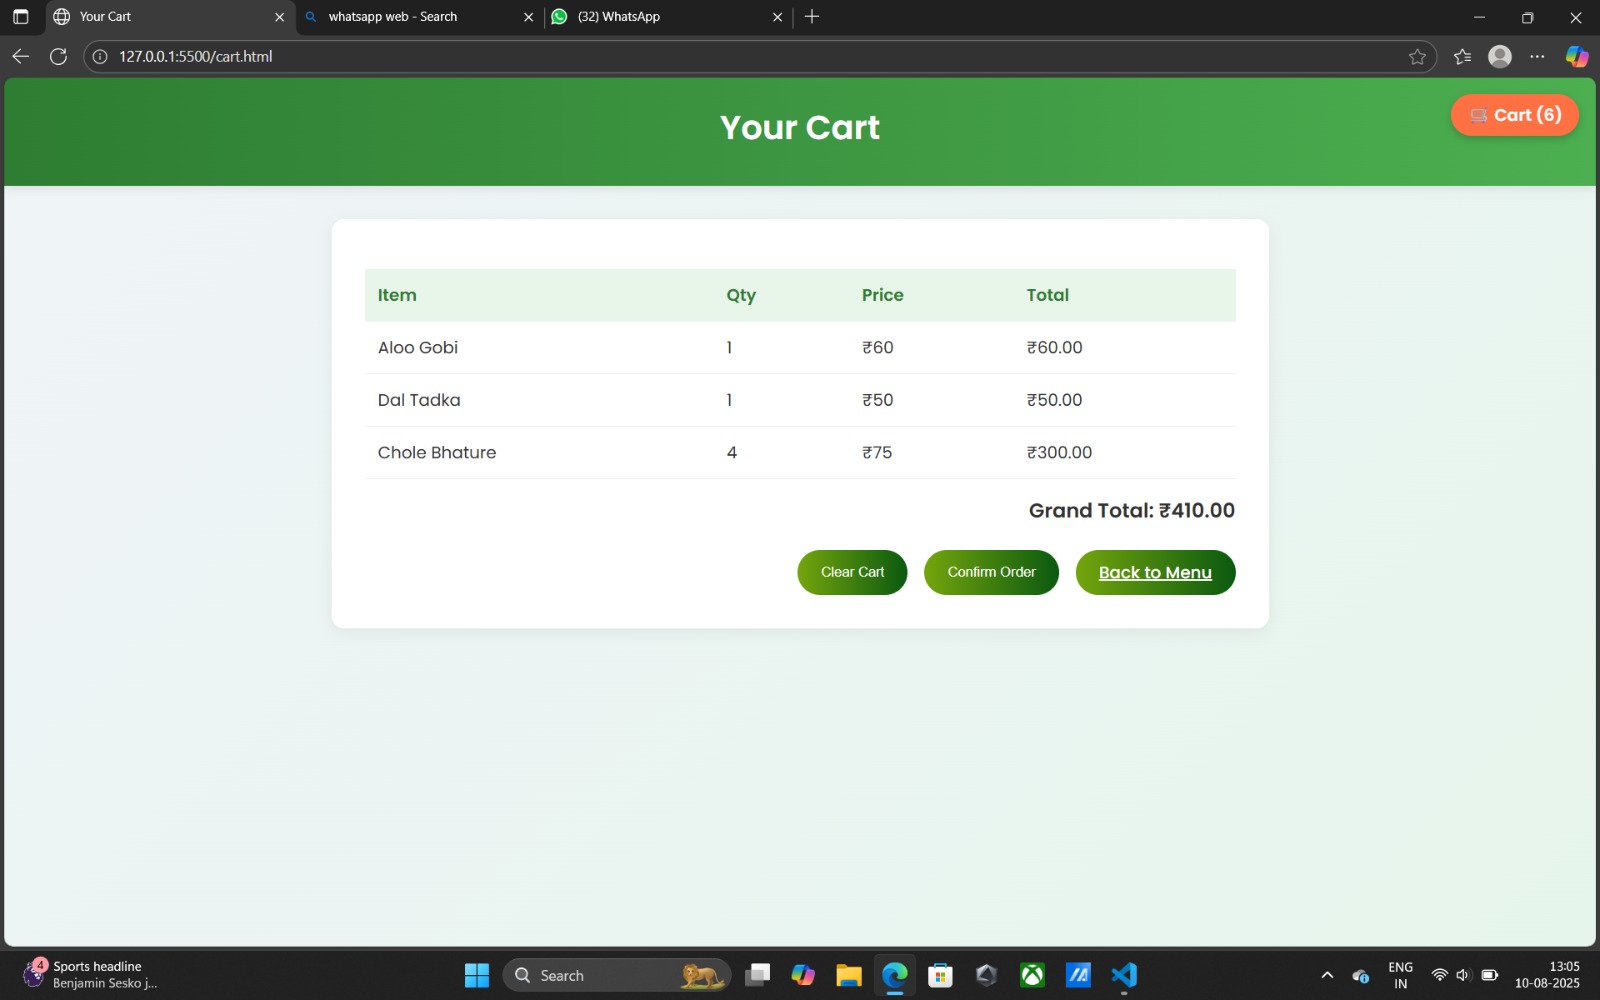 Your Cart
whatsapp web - Search
(32) WhatsApp
127.0.0.1:5500/cart.html
Your Cart
🛒 Cart (6)
Item Qty Price Total
Aloo Gobi 1 ₹60 ₹60.00
Dal Tadka 1 ₹50 ₹50.00
Chole Bhature 4 ₹75 ₹300.00
Grand Total: ₹410.00
Clear Cart Confirm Order Back to Menu
4
Sports headline
Benjamin Sesko j...
Search
ENG
IN
13:05
10-08-2025